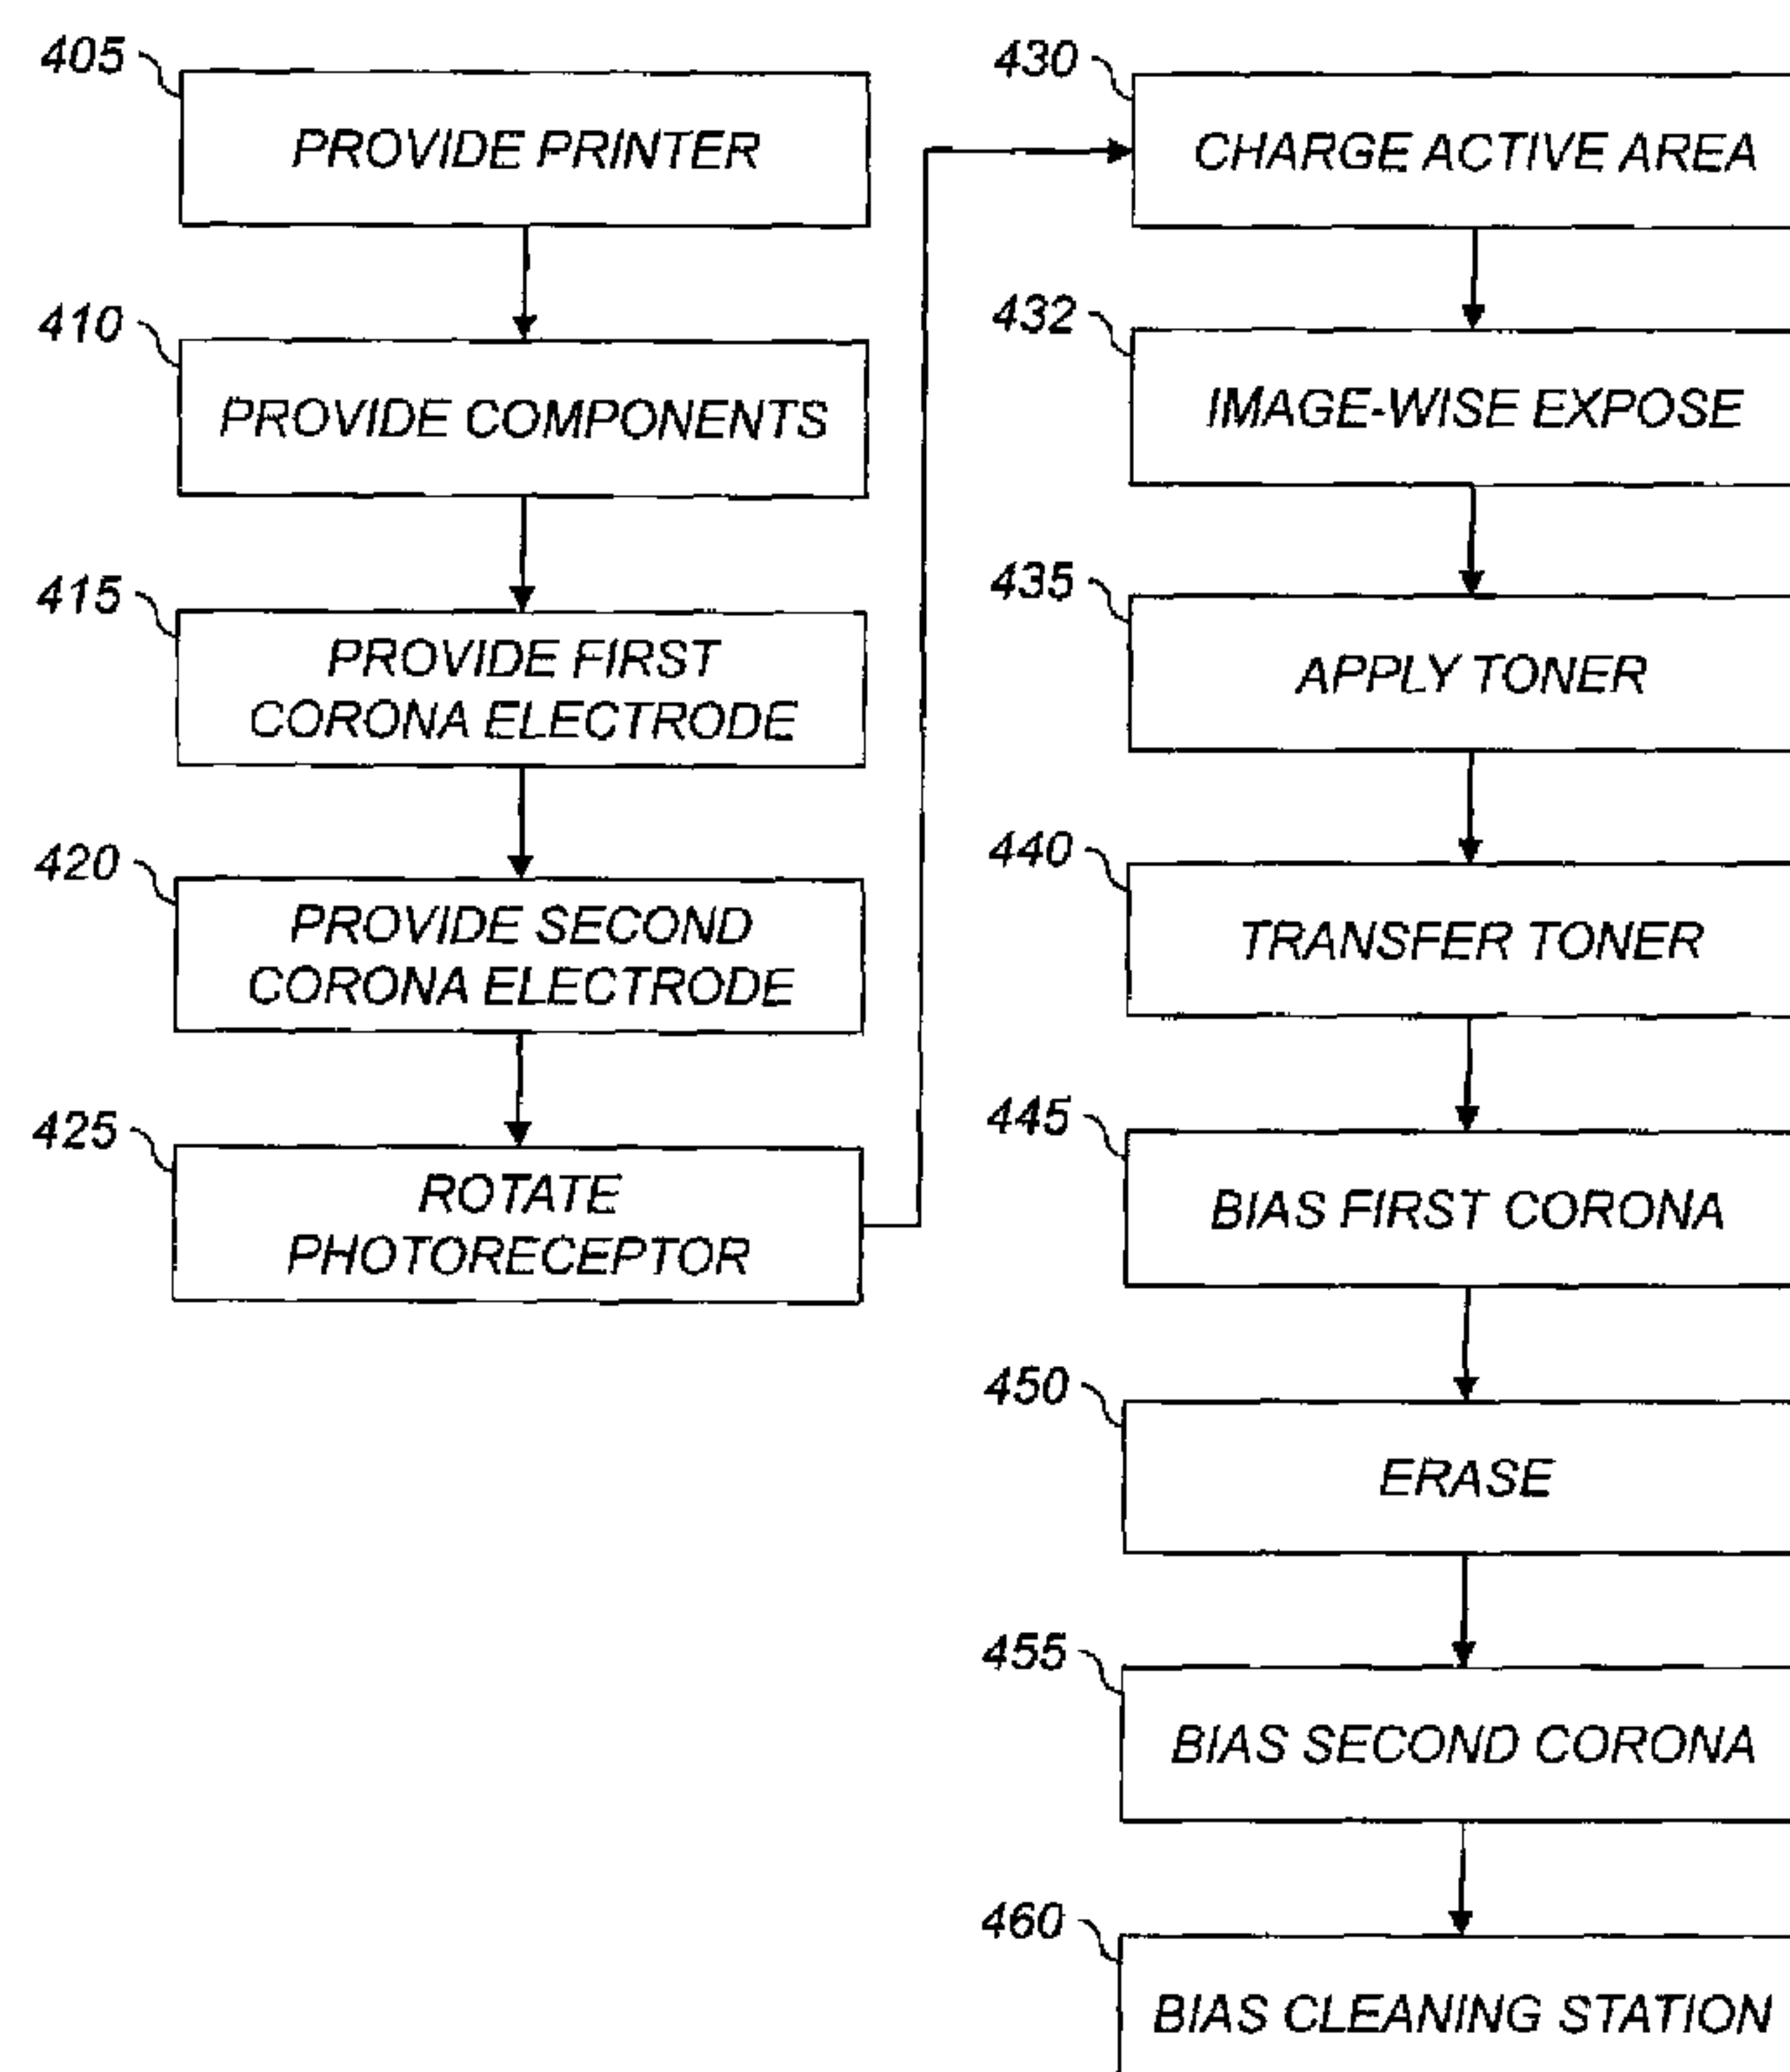 405
PROVIDE PRINTER
410
PROVIDE COMPONENTS
415
PROVIDE FIRST
CORONA ELECTRODE
420
PROVIDE SECOND
CORONA ELECTRODE
425
ROTATE
PHOTORECEPTOR
430
CHARGE ACTIVE AREA
432
IMAGE-WISE EXPOSE
435
APPLY TONER
440
TRANSFER TONER
445
BIAS FIRST CORONA
450
ERASE
455
BIAS SECOND CORONA
460
BIAS CLEANING STATION